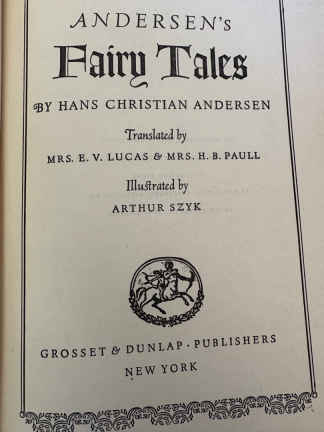 ANDERSEN'S
Fairy Tales
BY HANS CHRISTIAN ANDERSEN
Translated by
MRS. E. V. LUCAS & MRS. H. B. PAULL
Illustrated by
ARTHUR SZYK
GROSSET & DUNLAP · PUBLISHERS
NEW YORK